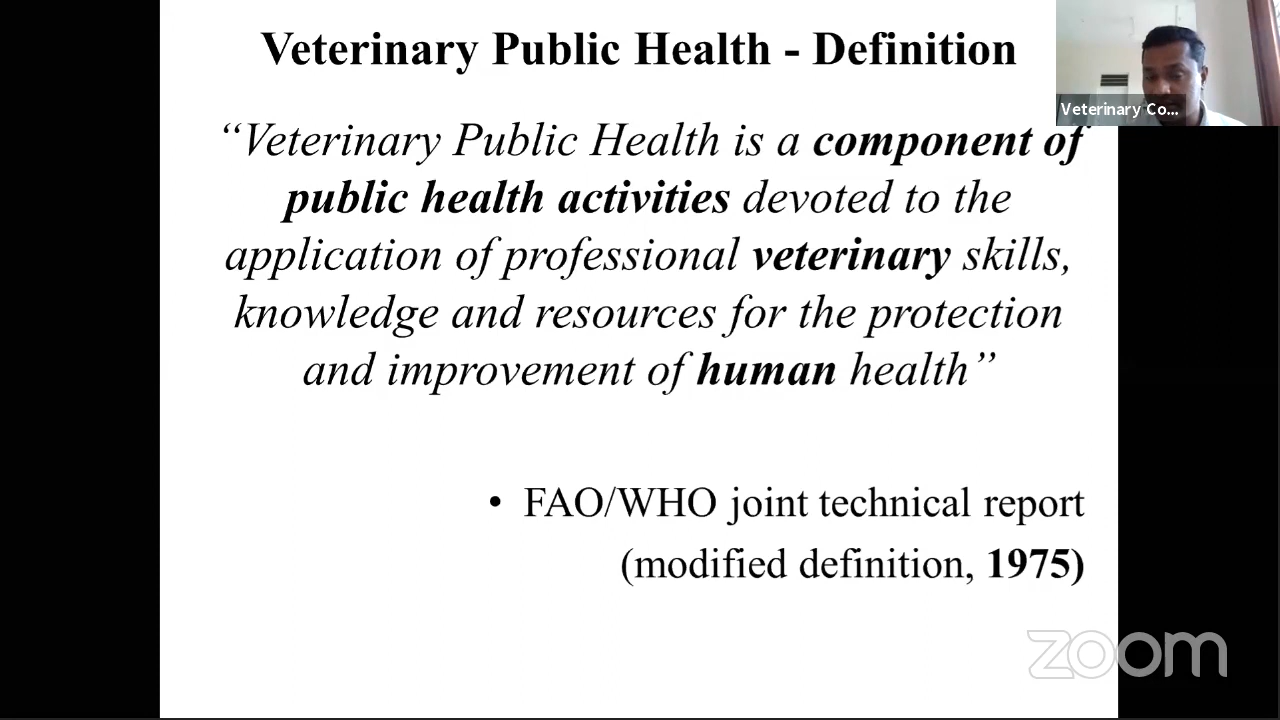 Veterinary Public Health - Definition
Veterinary Co...
“Veterinary Public Health is a component of
public health activities devoted to the
application of professional veterinary skills,
knowledge and resources for the protection
and improvement of human health”
• FAO/WHO joint technical report
(modified definition, 1975)
zoom